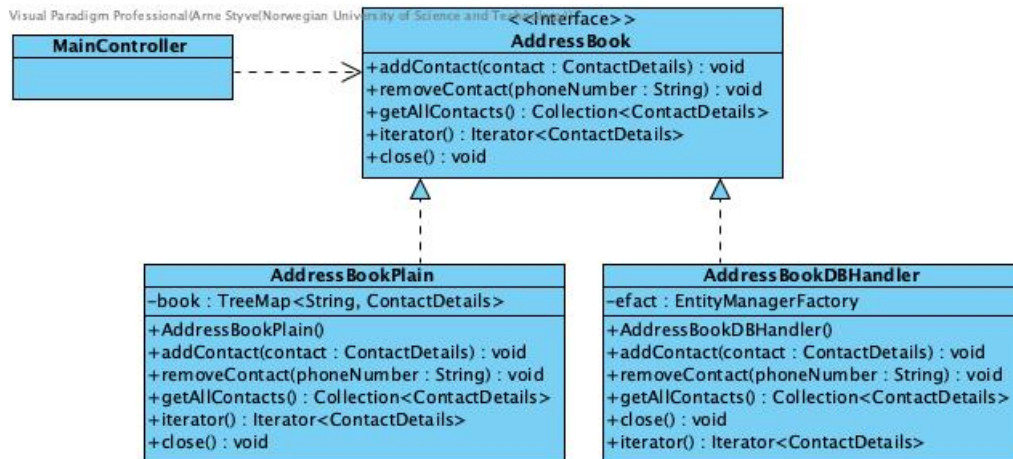 Visual Paradigm Professional(Arne Styve(Norwegian University of Science and Technology))
<<Interface>>
AddressBook
+addContact(contact : ContactDetails) : void
+removeContact(phoneNumber : String) : void
+getAllContacts() : Collection<ContactDetails>
+iterator() : Iterator<ContactDetails>
+close() : void
MainController
AddressBookPlain
-book : TreeMap<String, ContactDetails>
+AddressBookPlain()
+addContact(contact : ContactDetails) : void
+removeContact(phoneNumber : String) : void
+getAllContacts() : Collection<ContactDetails>
+iterator() : Iterator<ContactDetails>
+close() : void
AddressBookDBHandler
-efact : EntityManagerFactory
+AddressBookDBHandler()
+addContact(contact : ContactDetails) : void
+removeContact(phoneNumber : String) : void
+getAllContacts() : Collection<ContactDetails>
+close() : void
+iterator() : Iterator<ContactDetails>